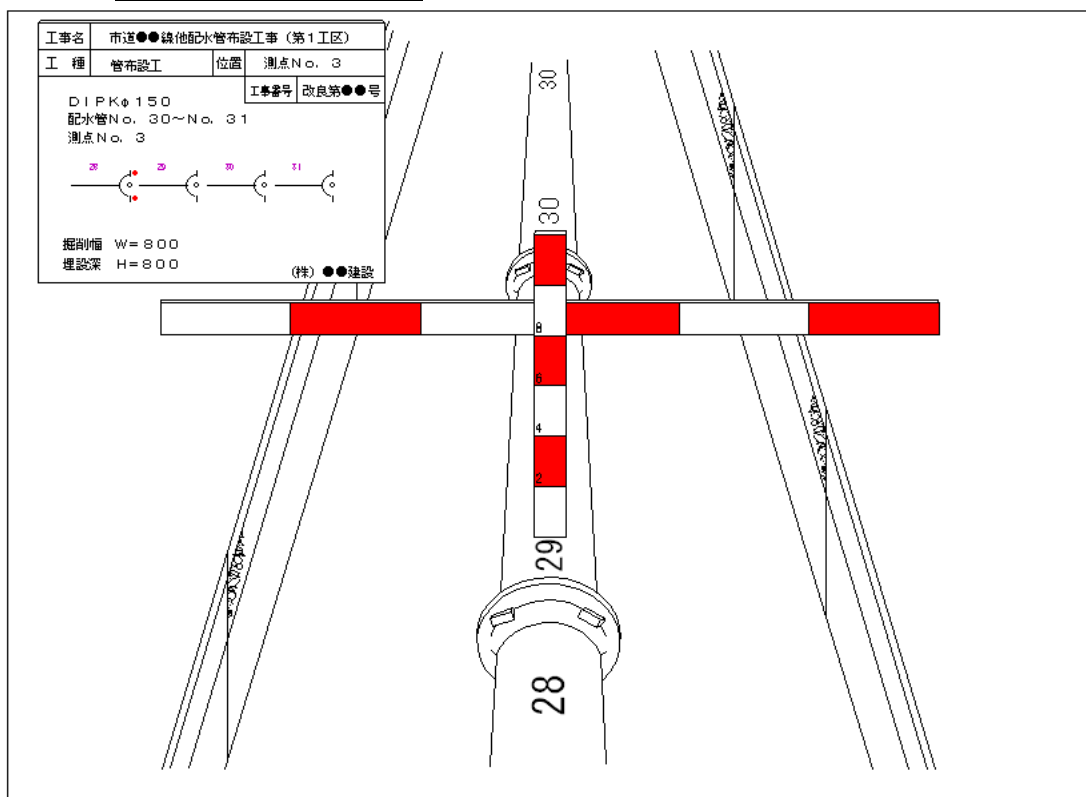 工事名 市道●●線他配水管布設工事（第1工区）
工 種 管布設工 位置 測点No. 3
工事番号 改良第●●号
DIPKφ150
配水管No. 30～No. 31
測点No. 3
28 29 30 31
掘削幅 W=800
埋設深 H=800
(株) ●●建設
30
30
8
6
4
2
29
28